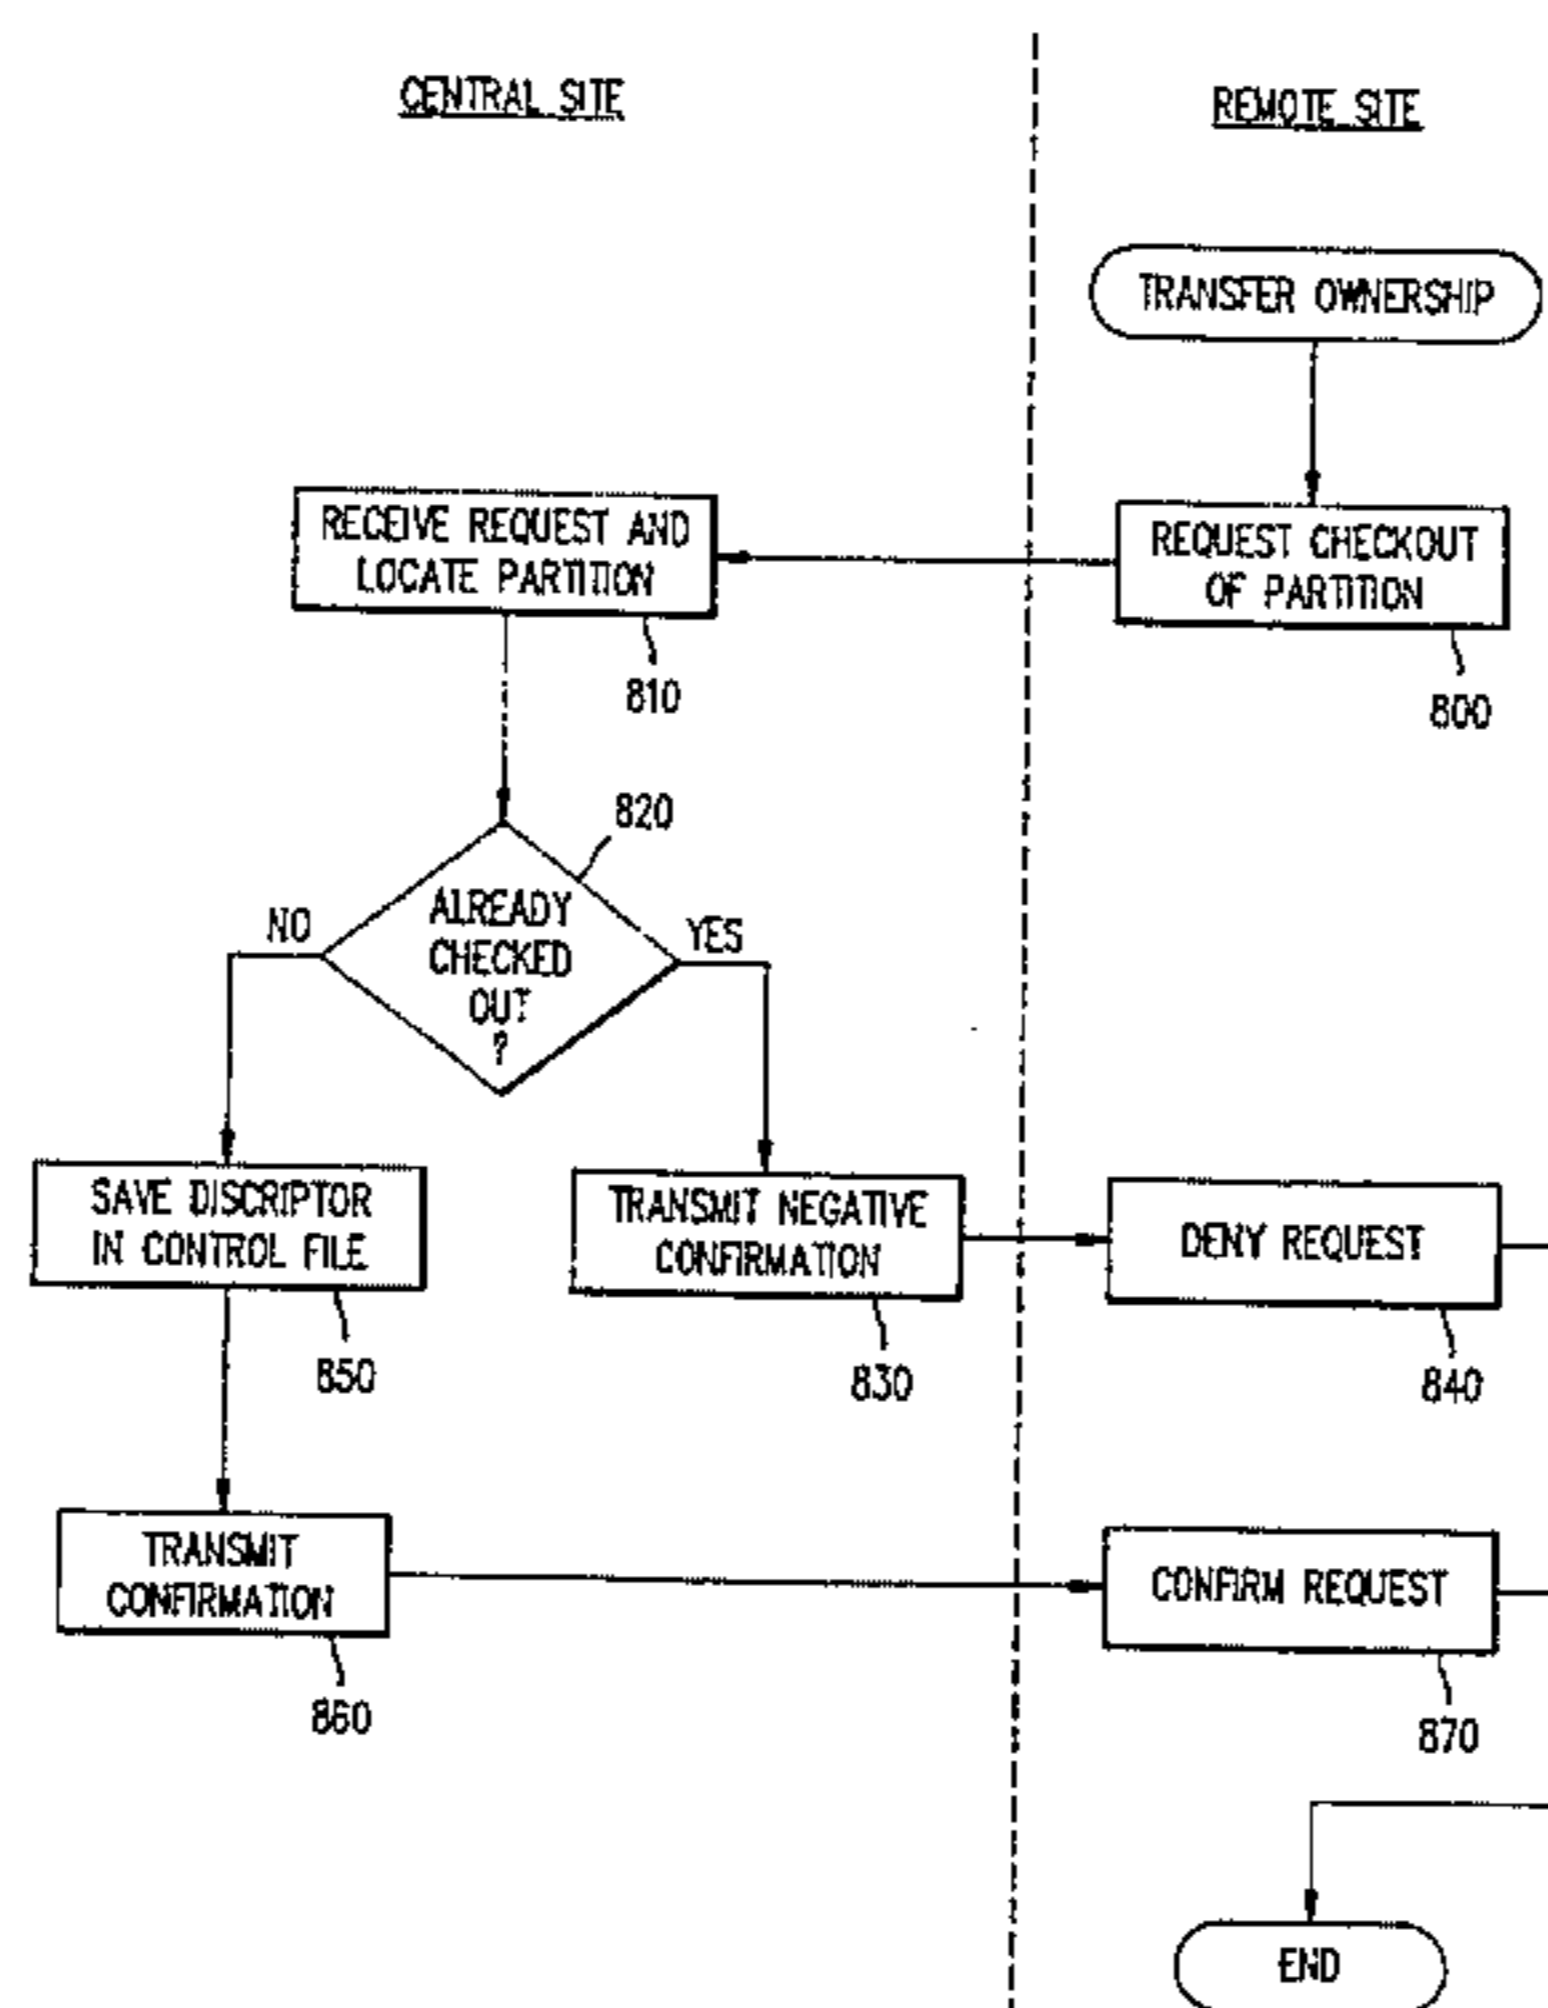 CENTRAL SITE
REMOTE SITE
TRANSFER OWNERSHIP
RECEIVE REQUEST AND
LOCATE PARTITION
810
REQUEST CHECKOUT
OF PARTITION
800
820
ALREADY
CHECKED
OUT
?
NO
YES
SAVE DISCRIPTOR
IN CONTROL FILE
850
TRANSMIT NEGATIVE
CONFIRMATION
830
DENY REQUEST
840
TRANSMIT
CONFIRMATION
860
CONFIRM REQUEST
870
END